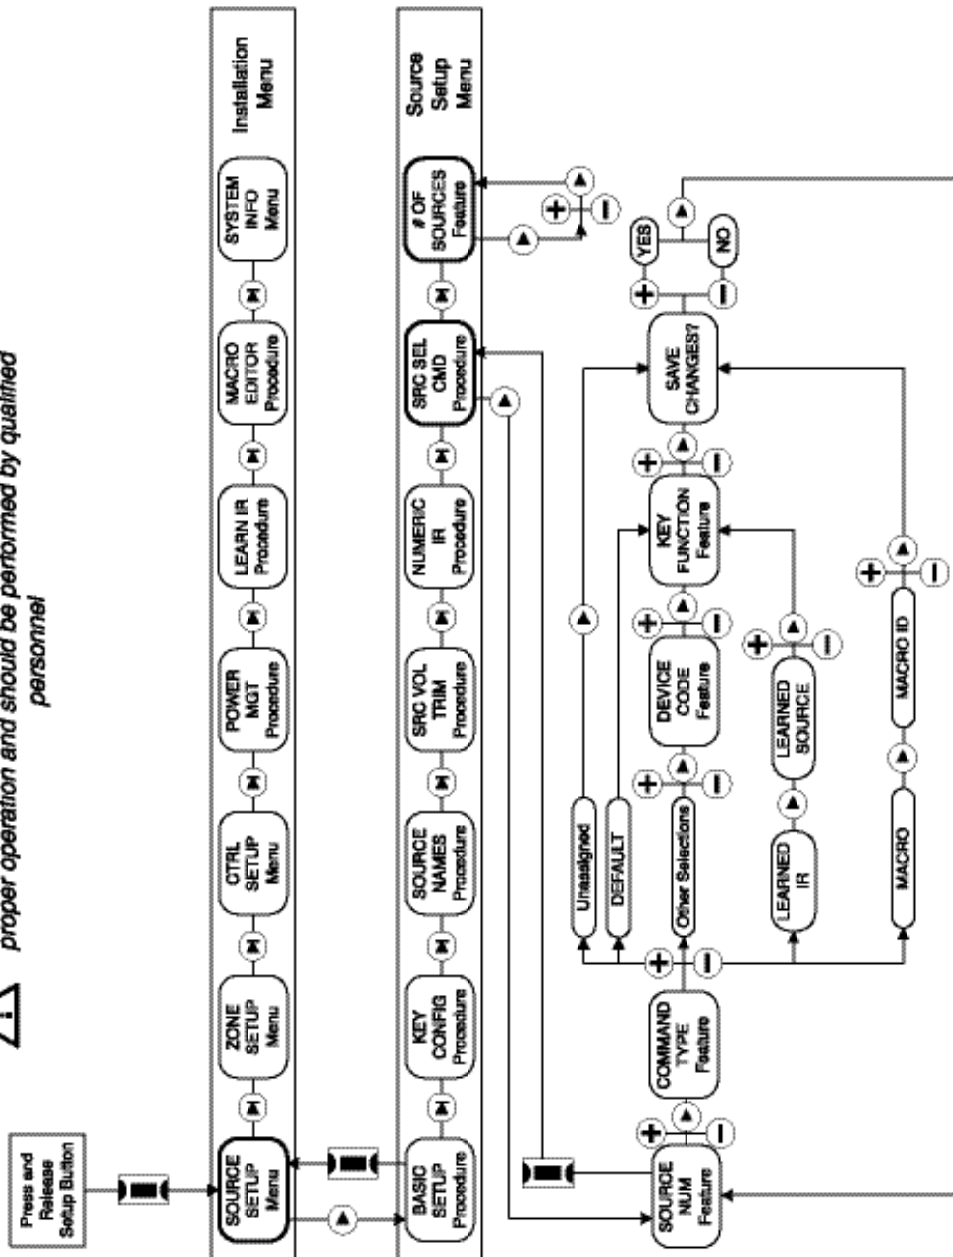 proper operation and should be performed by qualified
personnel
Press and
Release
Setup Button
SOURCE
SETUP
Menu
ZONE
SETUP
Menu
CTRL
SETUP
Menu
POWER
MGT
Procedure
LEARN IR
Procedure
MACRO
EDITOR
Procedure
SYSTEM
INFO
Menu
Installation
Menu
BASIC
SETUP
Procedure
KEY
CONFIG
Procedure
SOURCE
NAMES
Procedure
SRC VOL
TRIM
Procedure
NUMERIC
IR
Procedure
SRC SEL
CMD
Procedure
# OF
SOURCES
Feature
Source
Setup
Menu
SOURCE
NUM
Feature
COMMAND
TYPE
Feature
Unassigned
DEFAULT
Other Selections
DEVICE
CODE
Feature
KEY
FUNCTION
Feature
SAVE
CHANGES?
YES
NO
LEARNED
IR
LEARNED
SOURCE
MACRO
MACRO ID